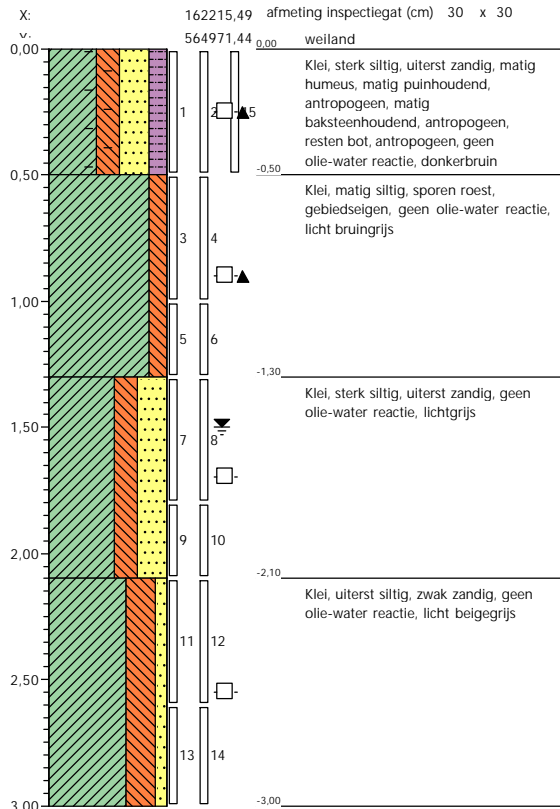 X: 162215,49 afmeting inspectiegat (cm) 30 x 30
564971,44 0,00 weiland
0,00
Klei, sterk siltig, uiterst zandig, matig
humeus, matig puinhoudend,
antropogeen, matig
baksteenhoudend, antropogeen,
resten bot, antropogeen, geen
olie-water reactie, donkerbruin
1 2 15
0,50 -0,50
Klei, matig siltig, sporen roest,
gebiedseigen, geen olie-water reactie,
licht bruingrijs
3 4
1,00
5 6
-1,30
Klei, sterk siltig, uiterst zandig, geen
olie-water reactie, lichtgrijs
1,50
7 8
9 10
2,00
-2,10
Klei, uiterst siltig, zwak zandig, geen
olie-water reactie, licht beigegrijs
11 12
2,50
13 14
3,00 -3,00